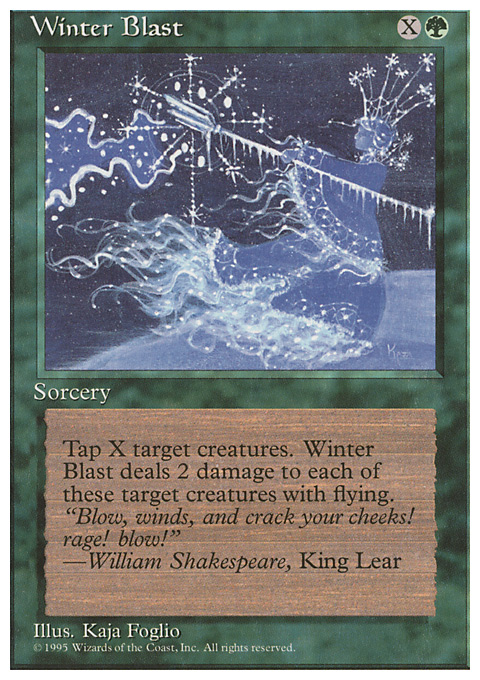 Winter Blast X
Sorcery
Tap X target creatures. Winter
Blast deals 2 damage to each of
these target creatures with flying.
“Blow, winds, and crack your cheeks!
rage! blow!”
—William Shakespeare, King Lear
Illus. Kaja Foglio
© 1995 Wizards of the Coast, Inc. All rights reserved.